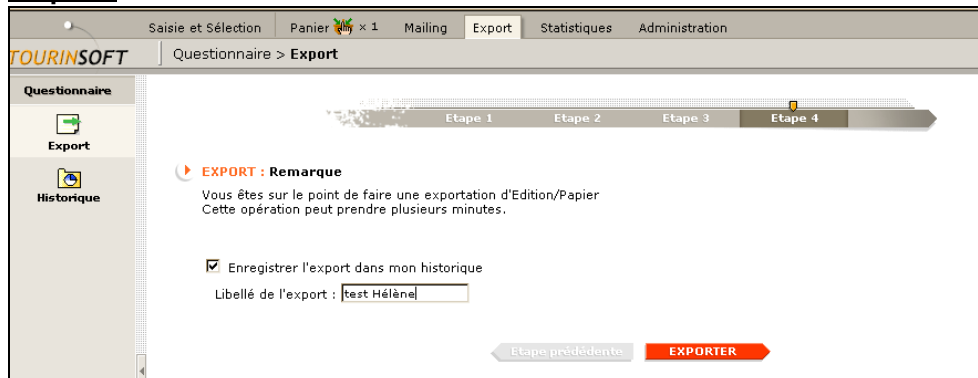 Saisie et Sélection Panier × 1 Mailing Export Statistiques Administration
TOURINSOFT
Questionnaire > Export
Questionnaire
Export
Historique
Etape 1 Etape 2 Etape 3 Etape 4
EXPORT : Remarque
Vous êtes sur le point de faire une exportation d'Edition/Papier
Cette opération peut prendre plusieurs minutes.
Enregistrer l'export dans mon historique
Libellé de l'export : test Hélène
Etape prédédente EXPORTER